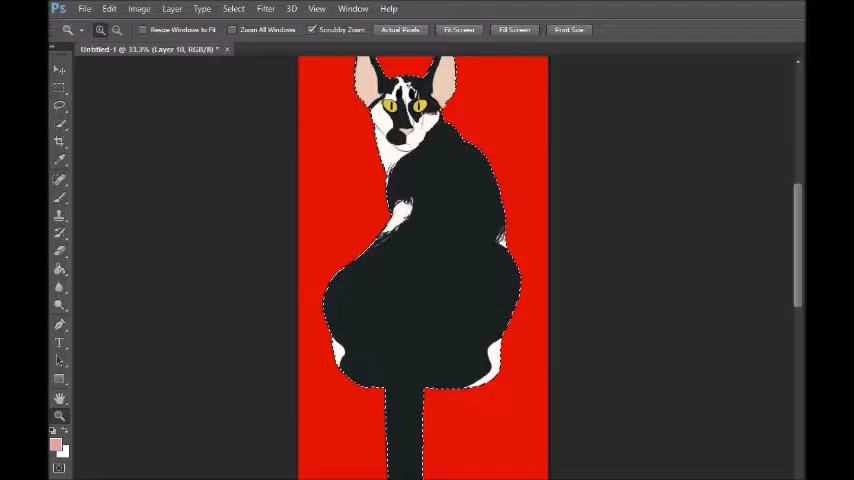 Ps File Edit Image Layer Type Select Filter 3D View Window Help
Resize Windows to Fit Zoom All Windows Scrubby Zoom Actual Pixels Fit Screen Fill Screen Print Size
Untitled-1 @ 33.3% (Layer 10, RGB/8) * ×
T